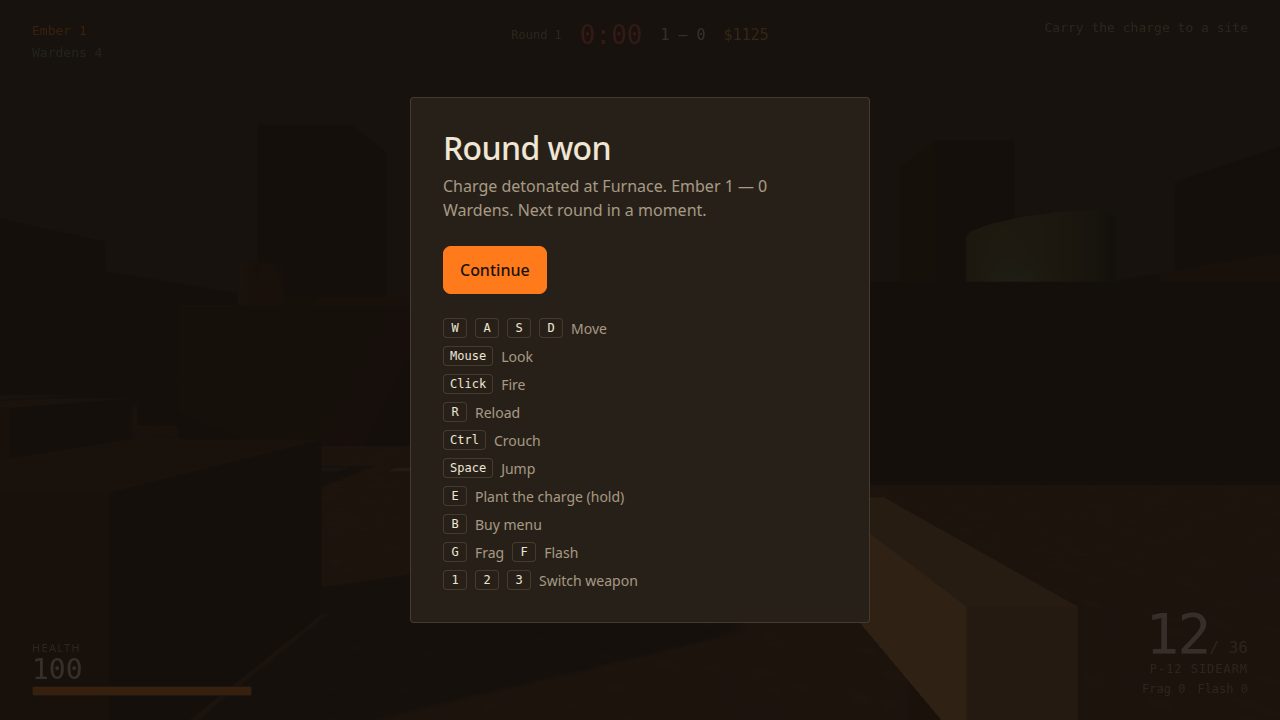 Ember 1
Wardens 4
Round 1 0:00 1 — 0 $1125
Carry the charge to a site
Round won
Charge detonated at Furnace. Ember 1 — 0
Wardens. Next round in a moment.
Continue
W A S D Move
Mouse Look
Click Fire
R Reload
Ctrl Crouch
Space Jump
E Plant the charge (hold)
B Buy menu
G Frag F Flash
1 2 3 Switch weapon
HEALTH
100
12 / 36
P-12 SIDEARM
Frag 0 Flash 0